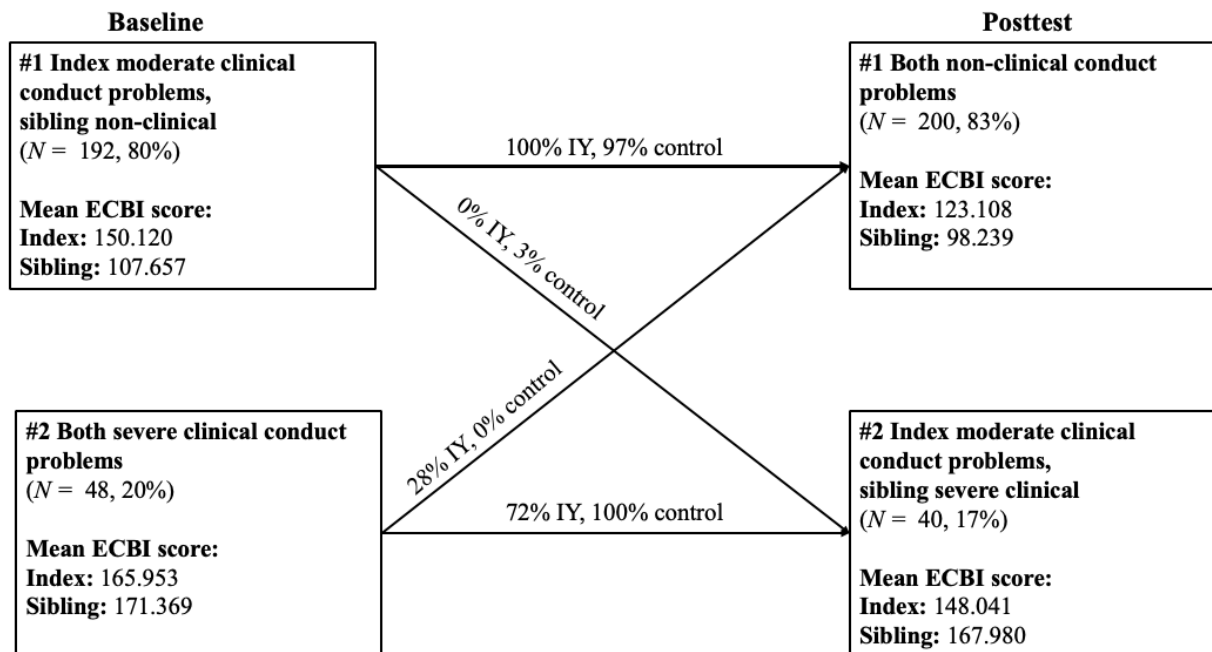 Baseline
Posttest
#1 Index moderate clinical
conduct problems,
sibling non-clinical
(N = 192, 80%)
Mean ECBI score:
Index: 150.120
Sibling: 107.657
100% IY, 97% control
0% IY, 3% control
#1 Both non-clinical conduct
problems
(N = 200, 83%)
Mean ECBI score:
Index: 123.108
Sibling: 98.239
#2 Both severe clinical conduct
problems
(N = 48, 20%)
Mean ECBI score:
Index: 165.953
Sibling: 171.369
28% IY, 0% control
72% IY, 100% control
#2 Index moderate clinical
conduct problems,
sibling severe clinical
(N = 40, 17%)
Mean ECBI score:
Index: 148.041
Sibling: 167.980